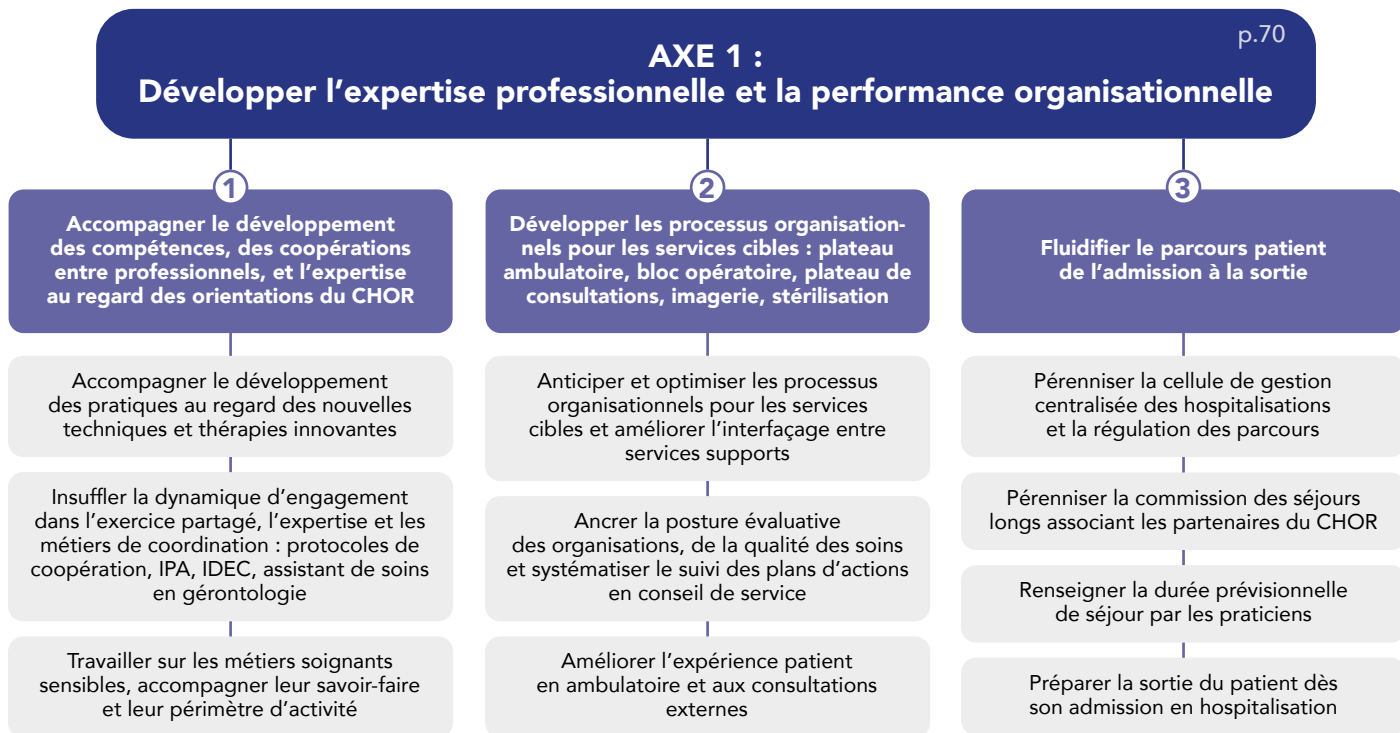 p.70
AXE 1 :
Développer l'expertise professionnelle et la performance organisationnelle
1
Accompagner le développement
des compétences, des coopérations
entre professionnels, et l'expertise
au regard des orientations du CHOR
Accompagner le développement
des pratiques au regard des nouvelles
techniques et thérapies innovantes
Insuffler la dynamique d'engagement
dans l'exercice partagé, l'expertise et les
métiers de coordination : protocoles de
coopération, IPA, IDEC, assistant de soins
en gérontologie
Travailler sur les métiers soignants
sensibles, accompagner leur savoir-faire
et leur périmètre d'activité
2
Développer les processus organisation-
nels pour les services cibles : plateau
ambulatoire, bloc opératoire, plateau de
consultations, imagerie, stérilisation
Anticiper et optimiser les processus
organisationnels pour les services
cibles et améliorer l'interfaçage entre
services supports
Ancrer la posture évaluative
des organisations, de la qualité des soins
et systématiser le suivi des plans d'actions
en conseil de service
Améliorer l'expérience patient
en ambulatoire et aux consultations
externes
3
Fluidifier le parcours patient
de l'admission à la sortie
Pérenniser la cellule de gestion
centralisée des hospitalisations
et la régulation des parcours
Pérenniser la commission des séjours
longs associant les partenaires du CHOR
Renseigner la durée prévisionnelle
de séjour par les praticiens
Préparer la sortie du patient dès
son admission en hospitalisation